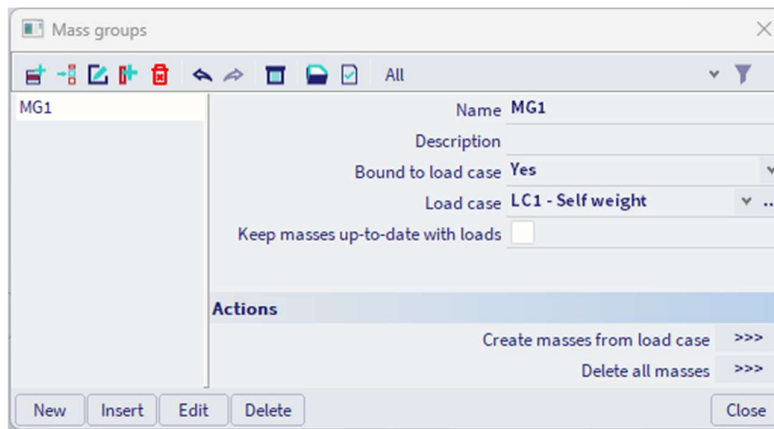 Mass groups
All
MG1
Name MG1
Description
Bound to load case Yes
Load case LC1 - Self weight ..
Keep masses up-to-date with loads
Actions
Create masses from load case >>>
Delete all masses >>>
New Insert Edit Delete Close